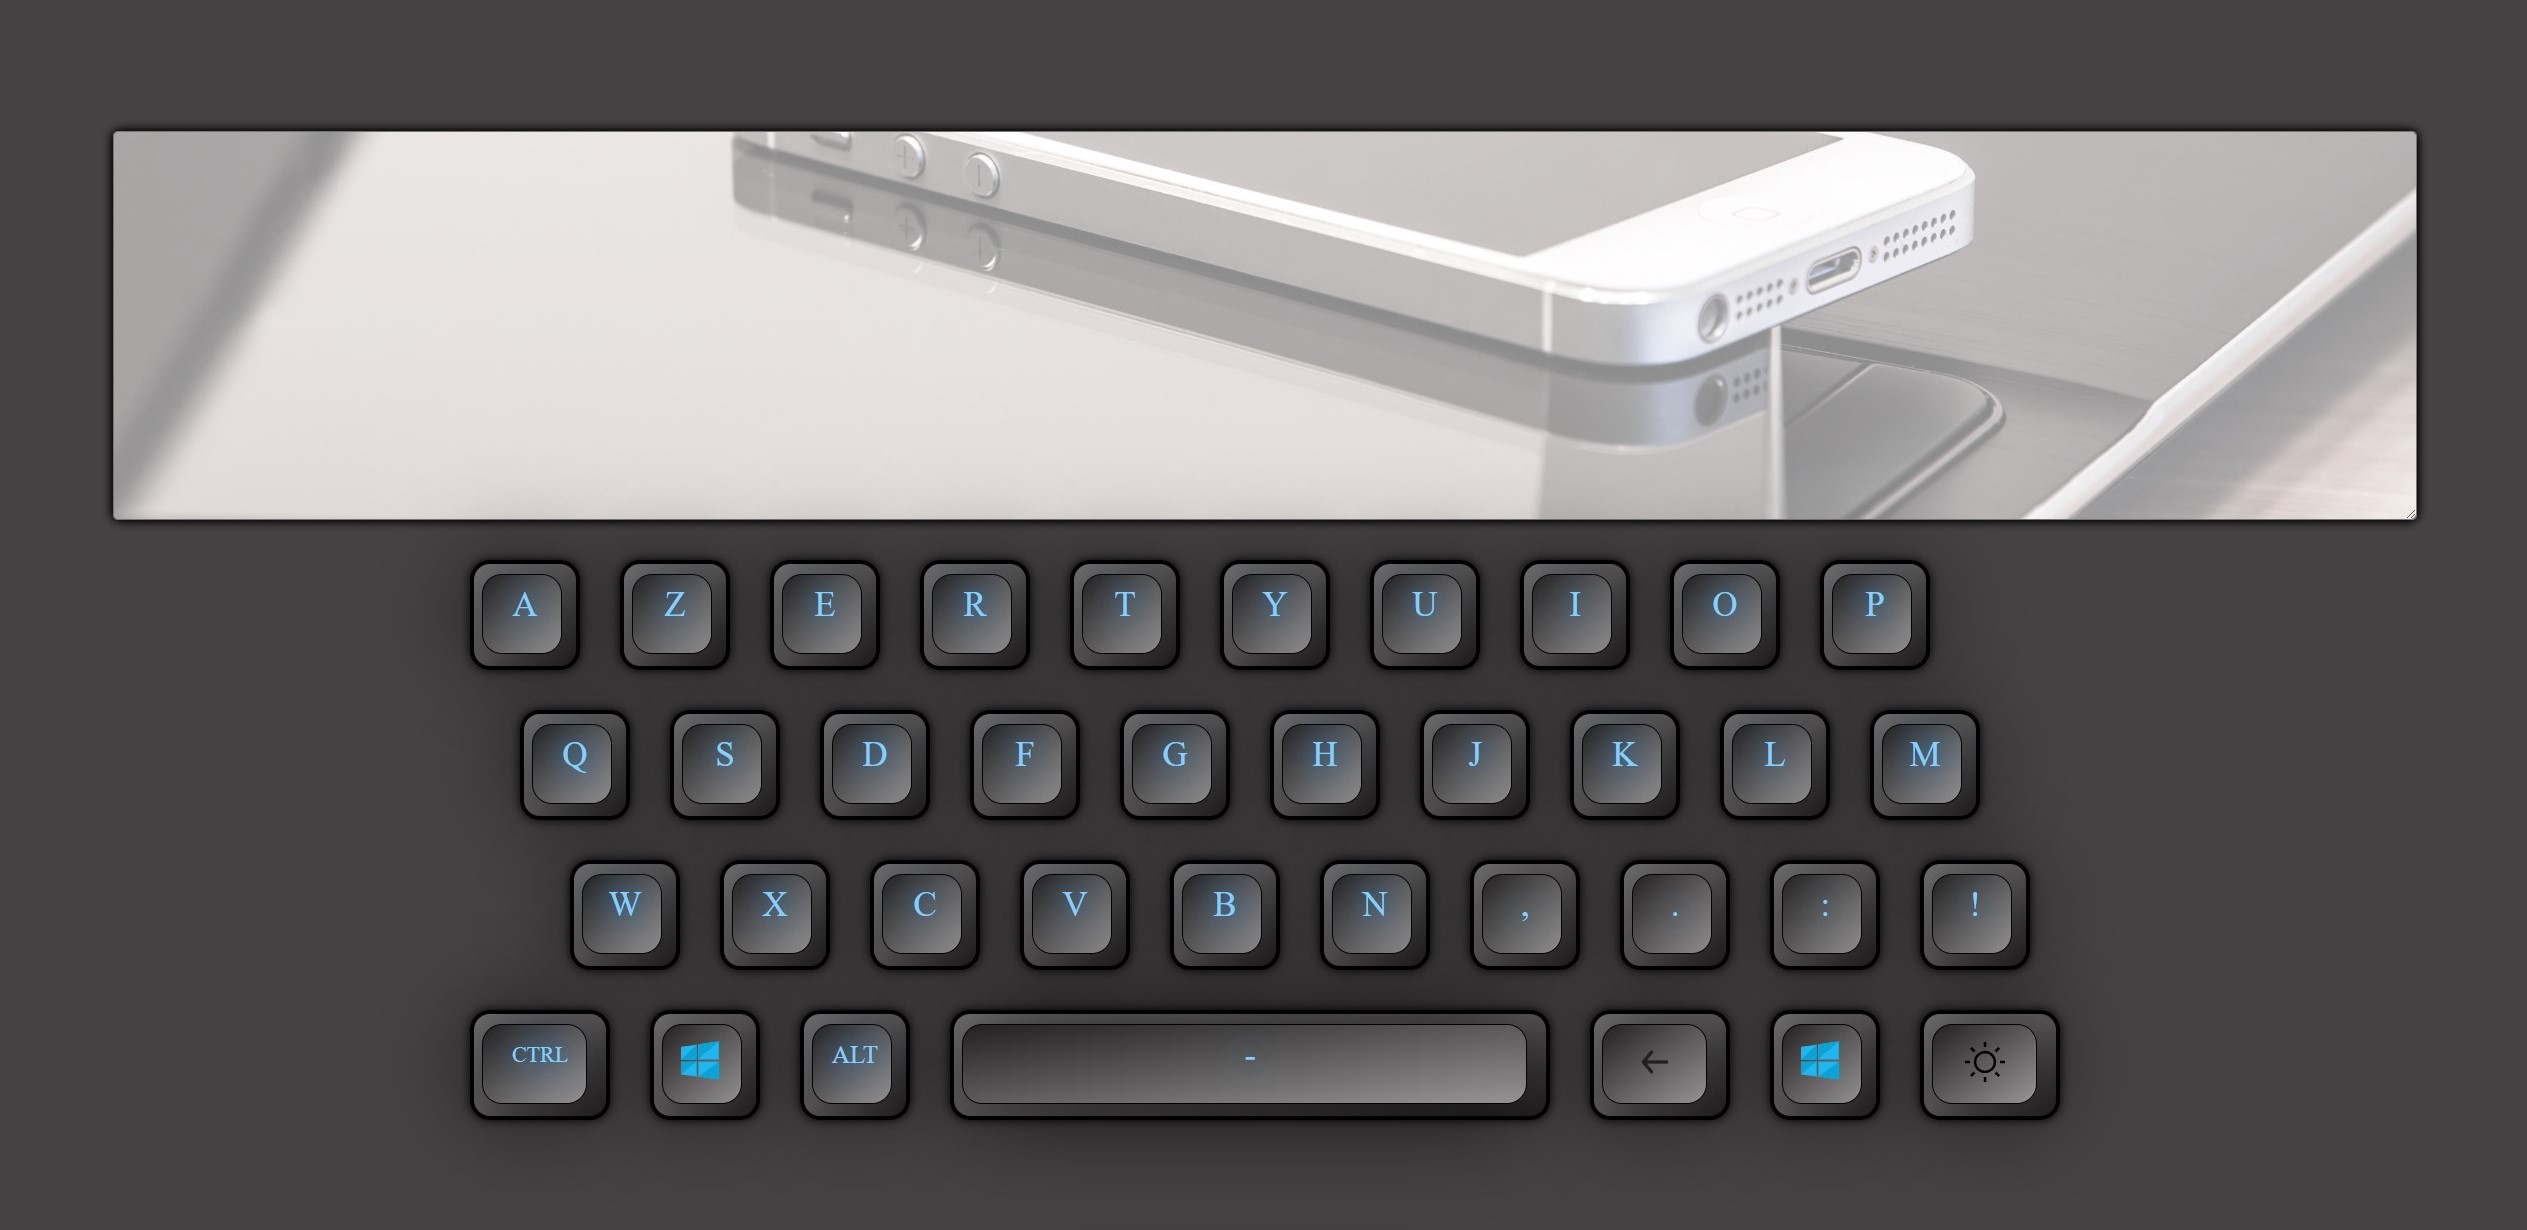 A Z E R T Y U I O P
Q S D F G H J K L M
W X C V B N , . : !
CTRL ALT -